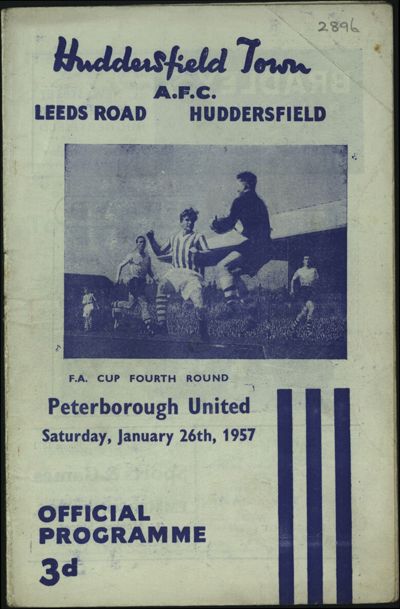 2896
Huddersfield Town
A.F.C.
LEEDS ROAD HUDDERSFIELD
F.A. CUP FOURTH ROUND
Peterborough United
Saturday, January 26th, 1957
OFFICIAL
PROGRAMME
3d